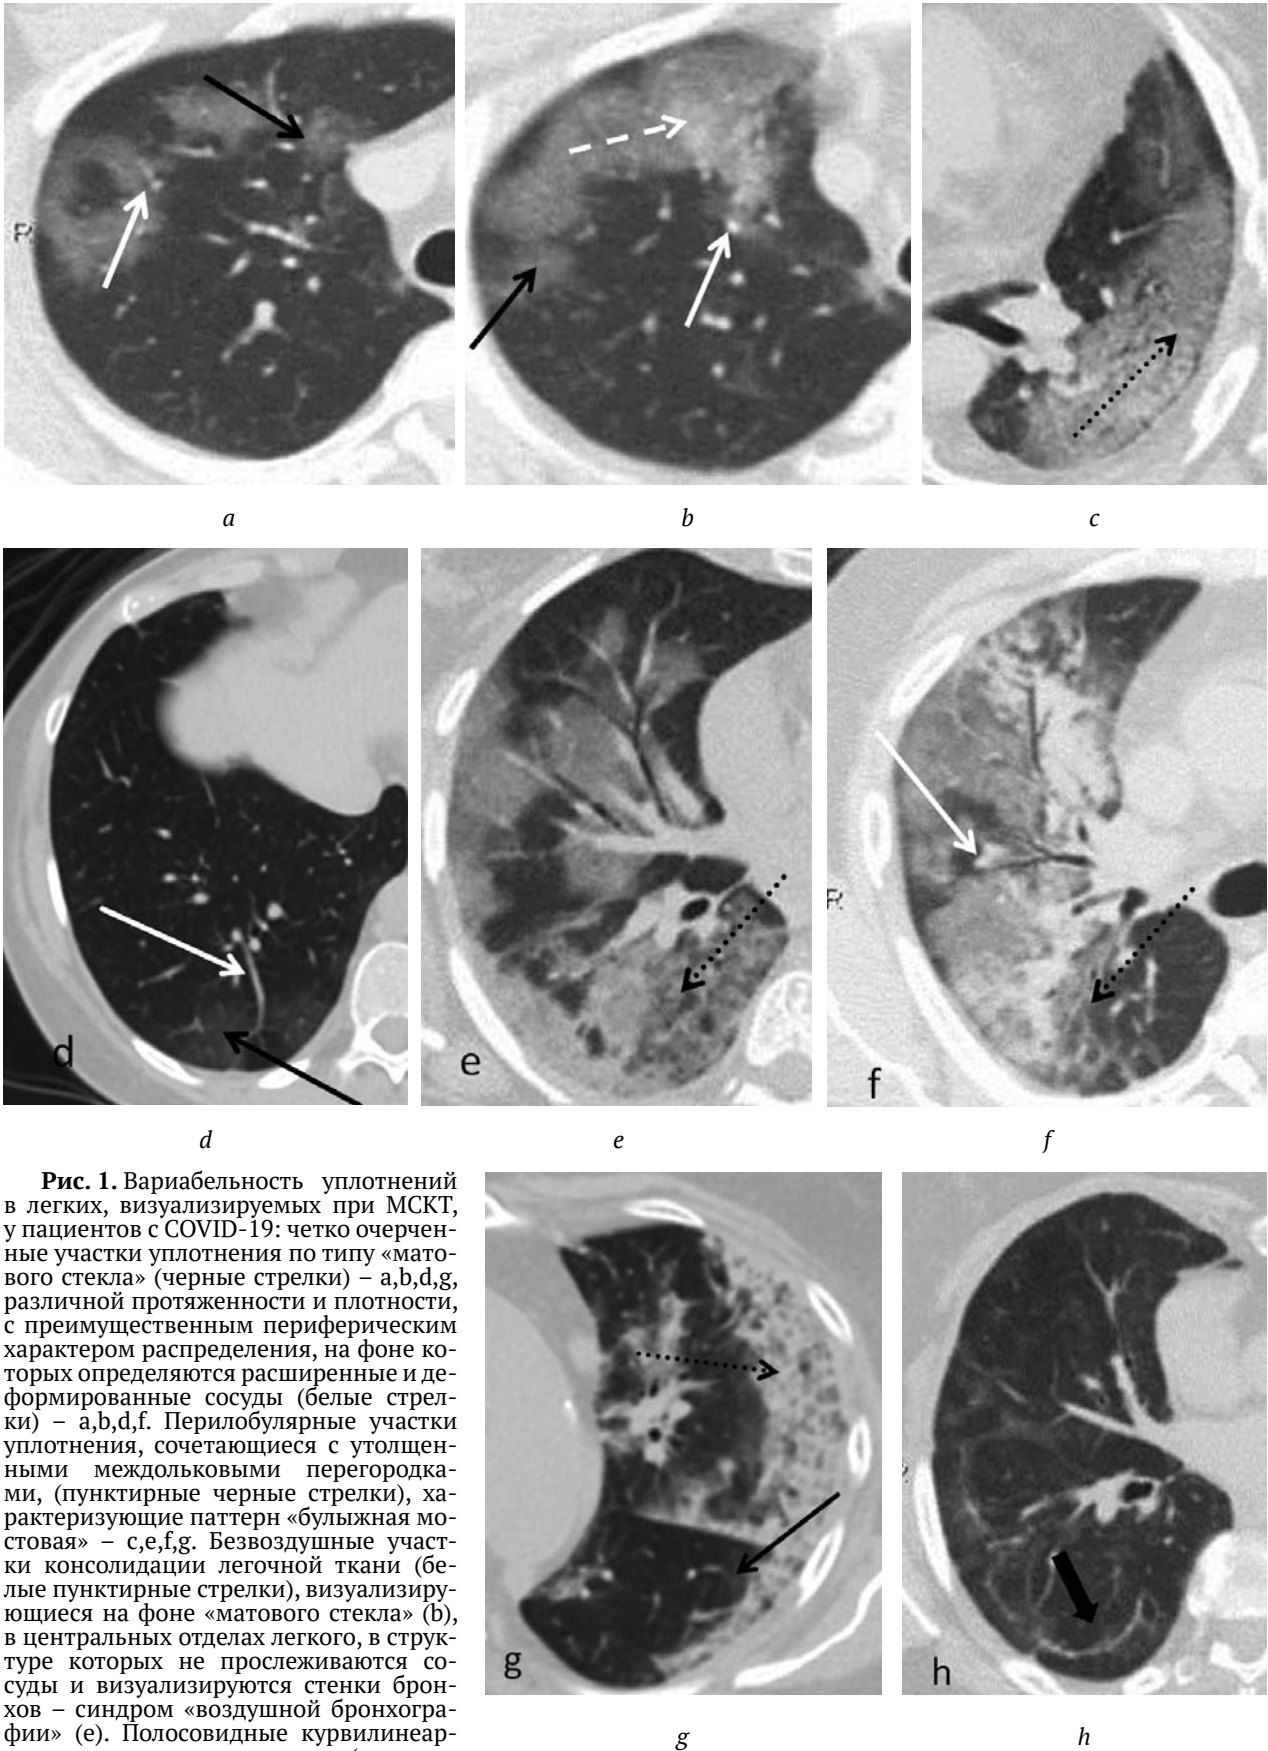 R
a
b
c
d
e
R
f
d
e
f
Рис. 1. Вариабельность уплотнений
в легких, визуализируемых при МСКТ,
у пациентов с COVID-19: четко очерчен-
ные участки уплотнения по типу «мато-
вого стекла» (черные стрелки) – a,b,d,g,
различной протяженности и плотности,
с преимущественным периферическим
характером распределения, на фоне ко-
торых определяются расширенные и де-
формированные сосуды (белые стрел-
ки) – a,b,d,f. Перилобулярные участки
уплотнения, сочетающиеся с утолщен-
ными междольковыми перегородка-
ми, (пунктирные черные стрелки), ха-
рактеризующие паттерн «булыжная мо-
стовая» – c,e,f,g. Безвоздушные участ-
ки консолидации легочной ткани (бе-
лые пунктирные стрелки), визуализиру-
ющиеся на фоне «матового стекла» (b),
в центральных отделах легкого, в струк-
туре которых не прослеживаются со-
суды и визуализируются стенки брон-
хов – синдром «воздушной бронхогра-
фии» (e). Полосовидные курвилинеар-
g
h
g
h